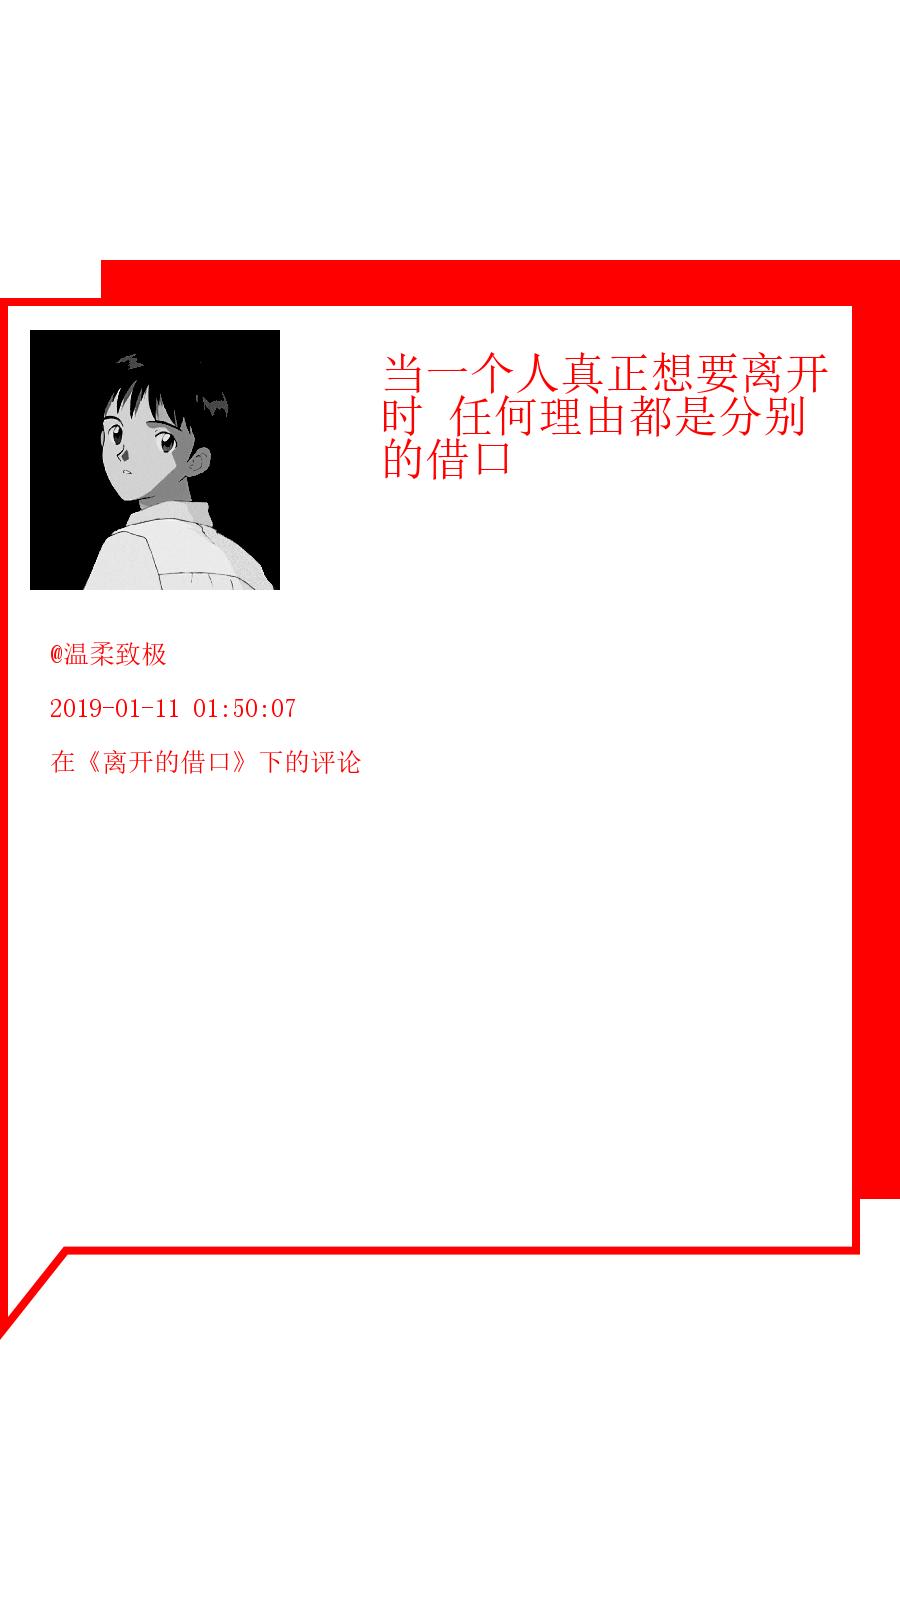 当一个人真正想要离开
时 任何理由都是分别
的借口
@温柔致极
2019-01-11 01:50:07
在《离开的借口》下的评论